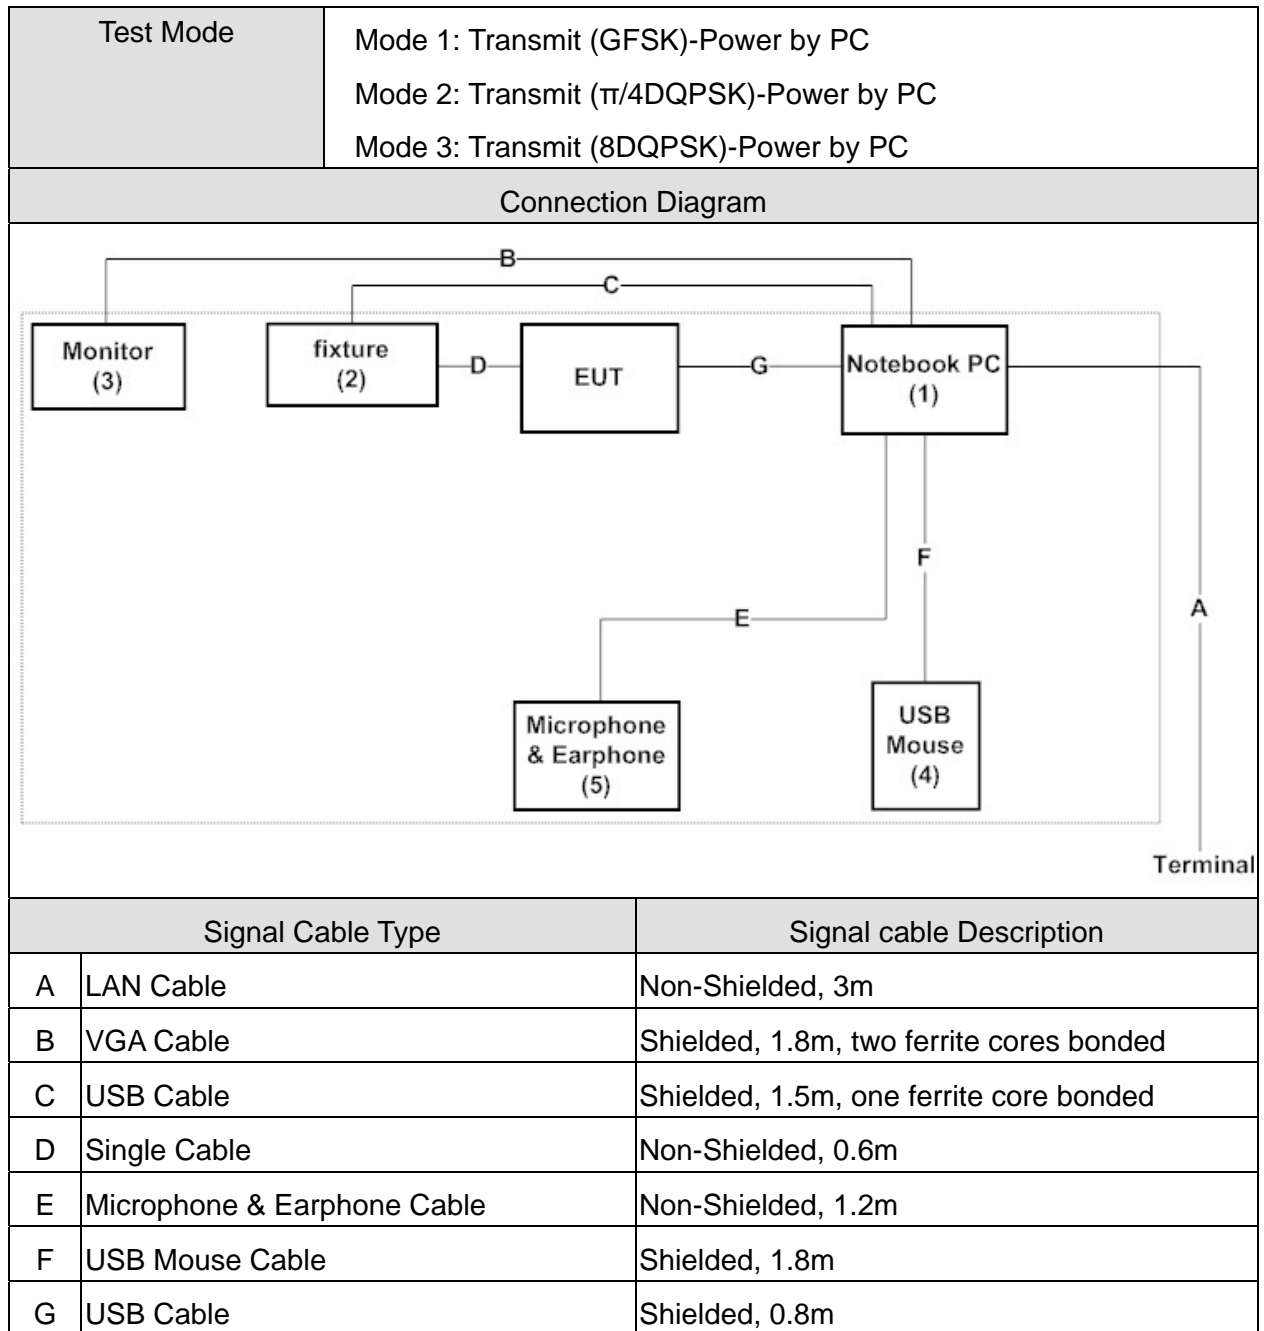 Test Mode
Mode 1: Transmit (GFSK)-Power by PC
Mode 2: Transmit (π/4DQPSK)-Power by PC
Mode 3: Transmit (8DQPSK)-Power by PC
Connection Diagram
B
C
Monitor
(3)
fixture
(2)
D
EUT
G
Notebook PC
(1)
F
E
A
Microphone
& Earphone
(5)
USB
Mouse
(4)
Terminal
Signal Cable Type Signal cable Description
A LAN Cable Non-Shielded, 3m
B VGA Cable Shielded, 1.8m, two ferrite cores bonded
C USB Cable Shielded, 1.5m, one ferrite core bonded
D Single Cable Non-Shielded, 0.6m
E Microphone & Earphone Cable Non-Shielded, 1.2m
F USB Mouse Cable Shielded, 1.8m
G USB Cable Shielded, 0.8m